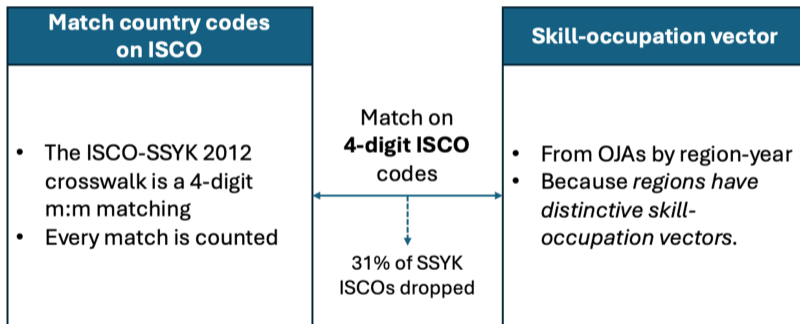 Match country codes
on ISCO
• The ISCO-SSYK 2012
crosswalk is a 4-digit
m:m matching
• Every match is counted
Match on
4-digit ISCO
codes
31% of SSYK
ISCOs dropped
Skill-occupation vector
• From OJAs by region-year
• Because regions have
distinctive skill-
occupation vectors.